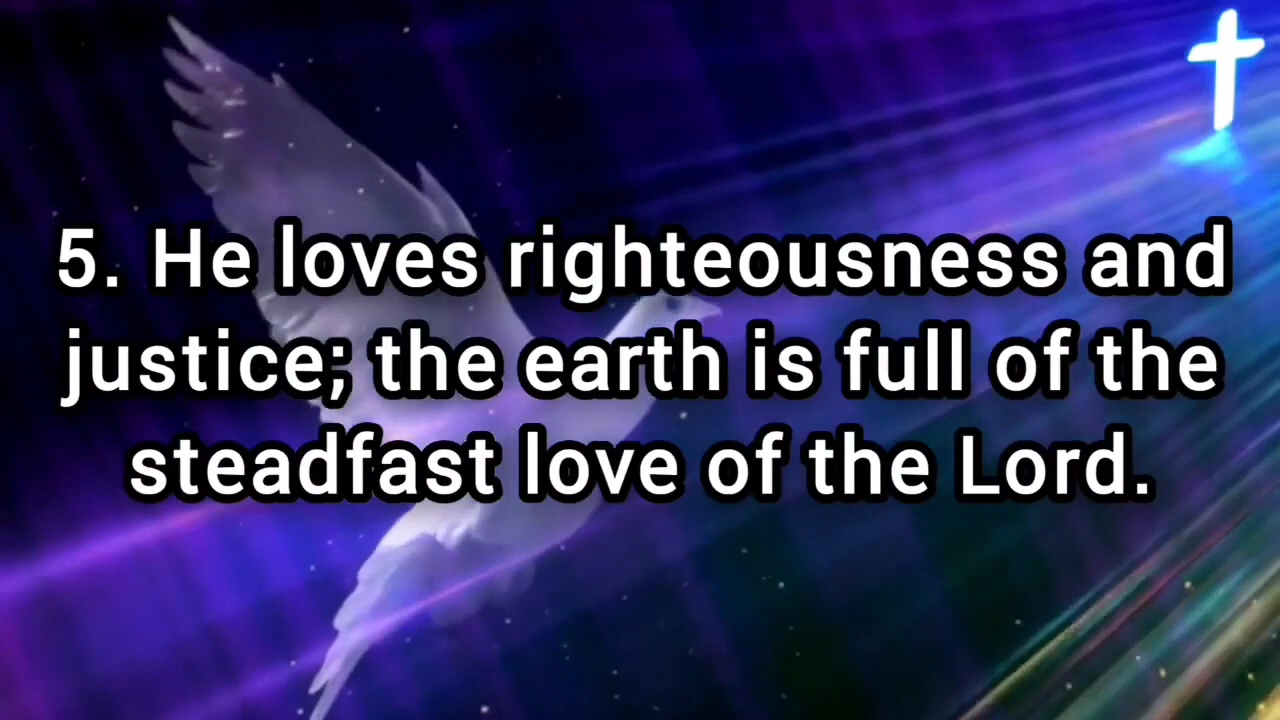 5. He loves righteousness and
justice; the earth is full of the
steadfast love of the Lord.